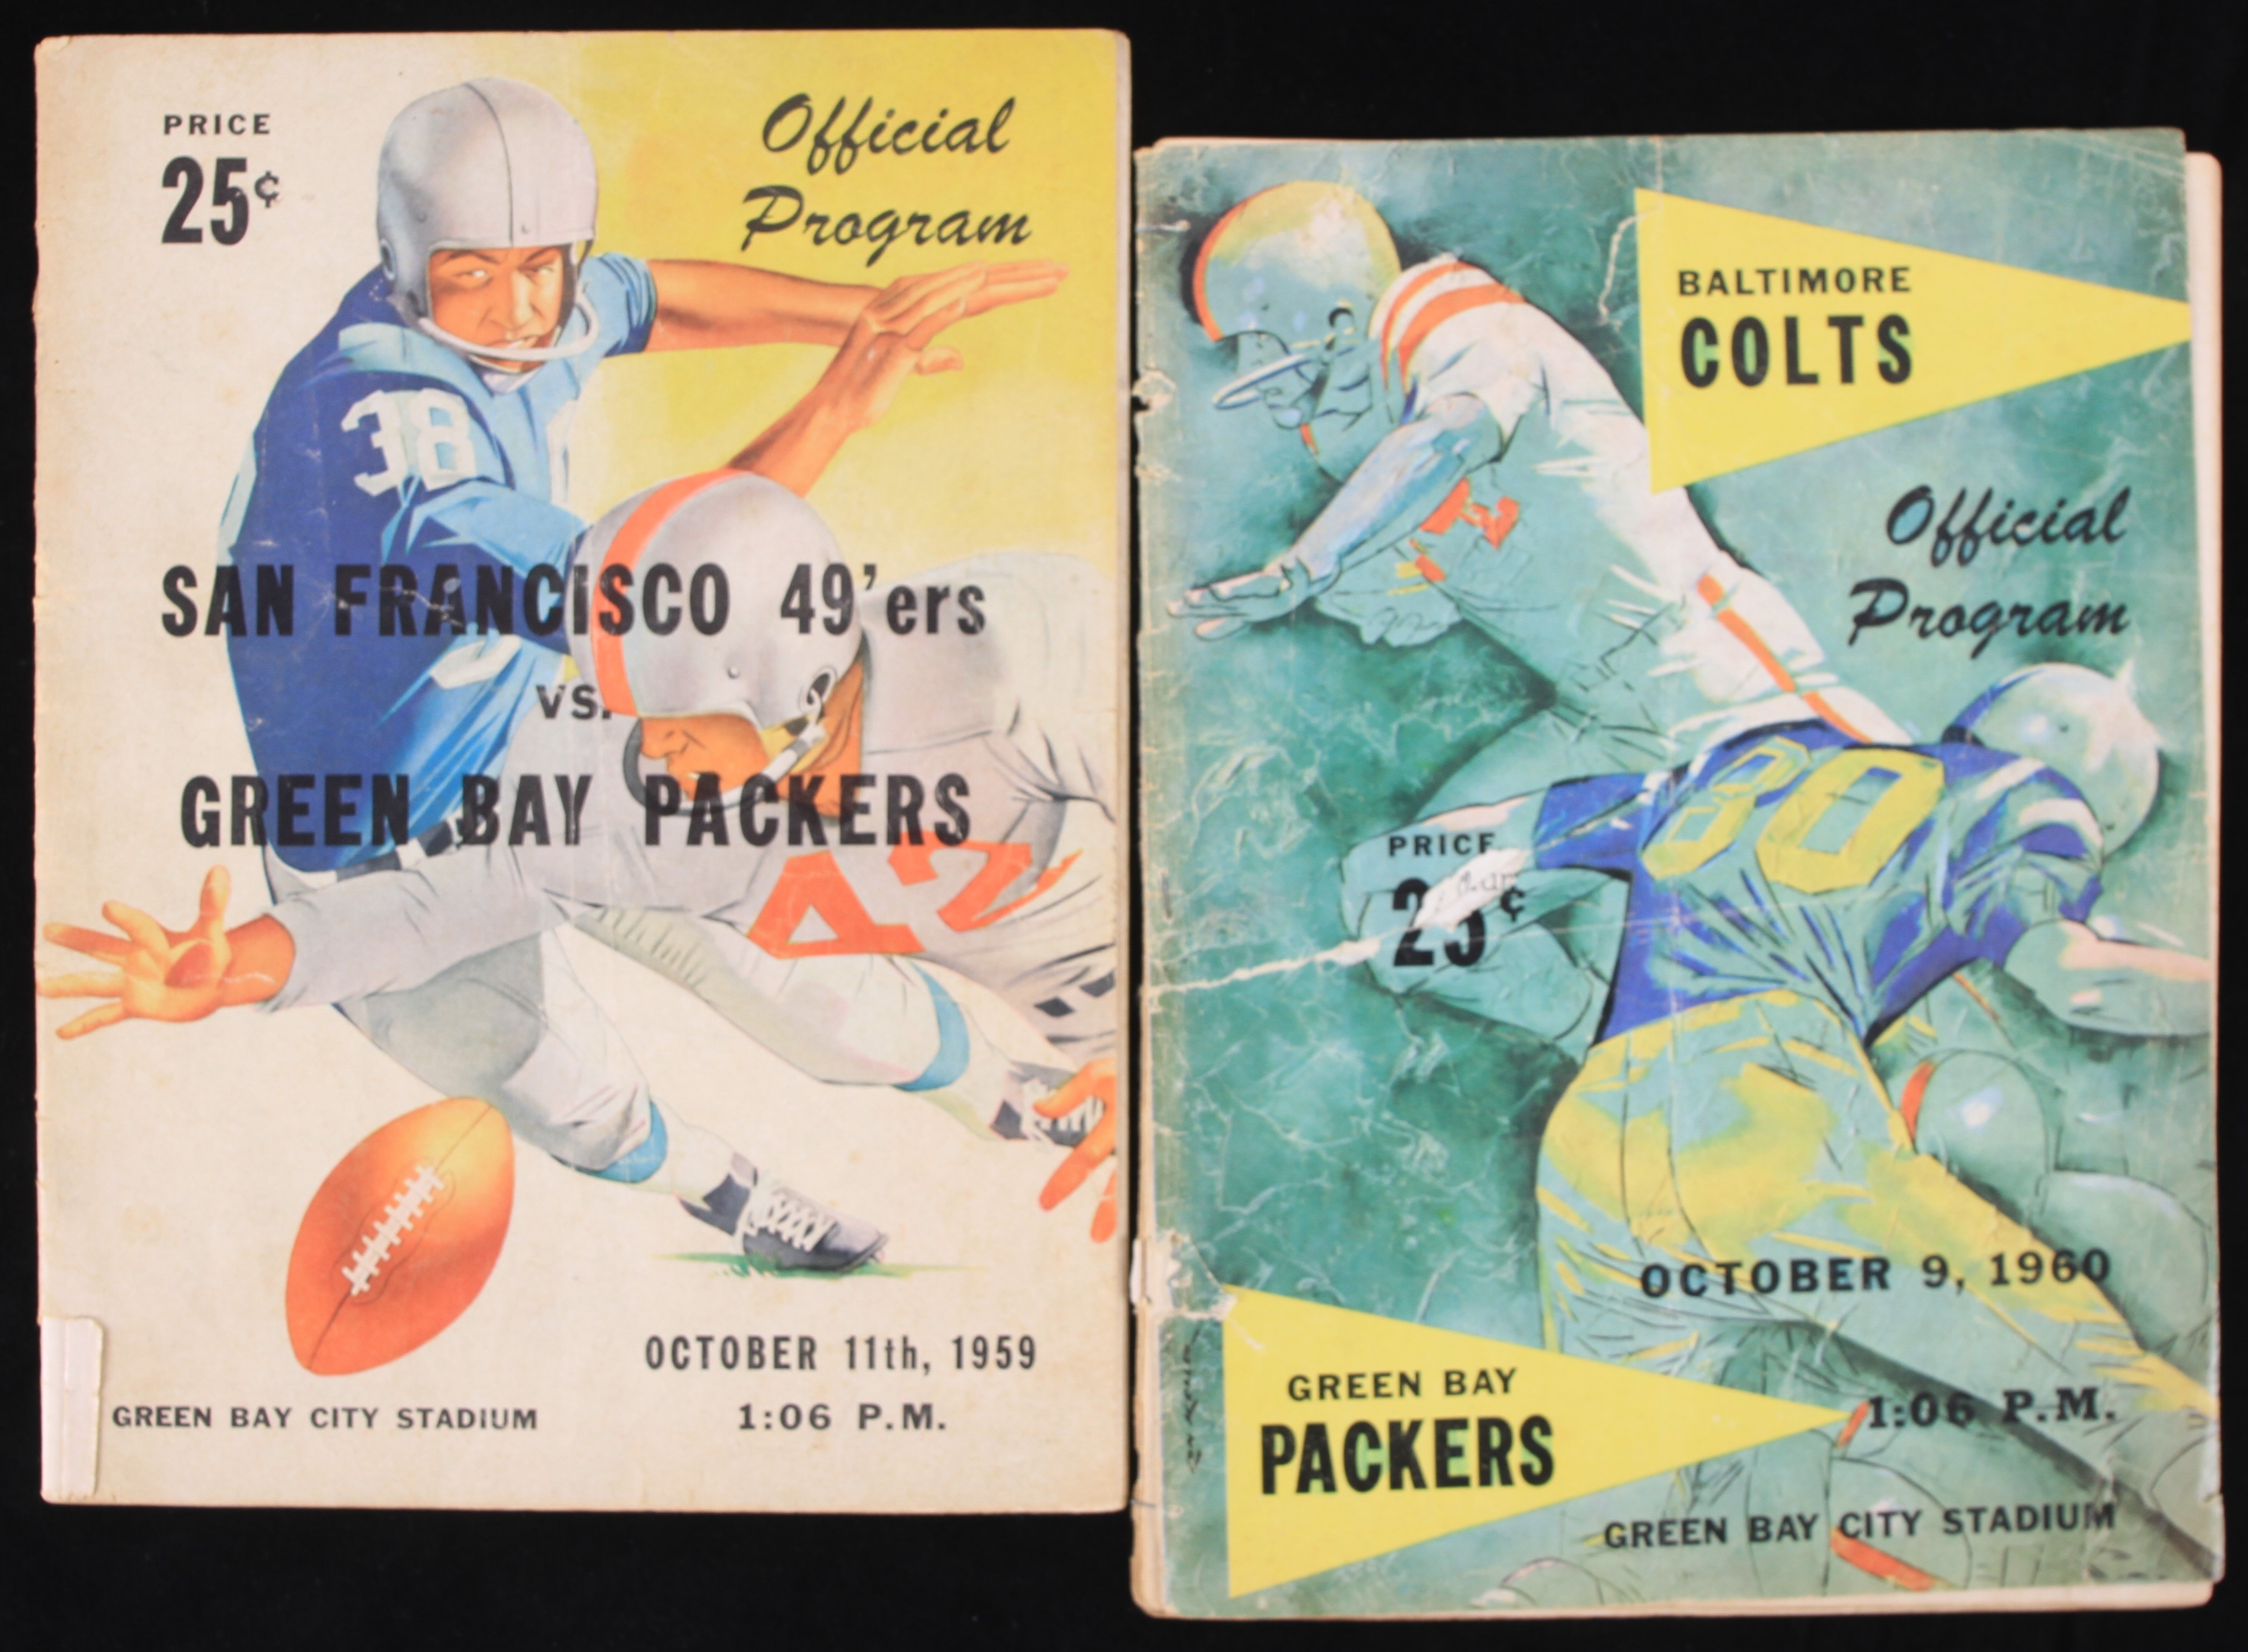 PRICE
25¢
Official
Program
38
SAN FRANCISCO 49'ers
VS.
GREEN BAY PACKERS
42
OCTOBER 11th, 1959
GREEN BAY CITY STADIUM
1:06 P.M.
BALTIMORE
COLTS
Official
Program
80
PRICE
25¢
OCTOBER 9, 1960
GREEN BAY
PACKERS
1:06 P.M.
GREEN BAY CITY STADIUM